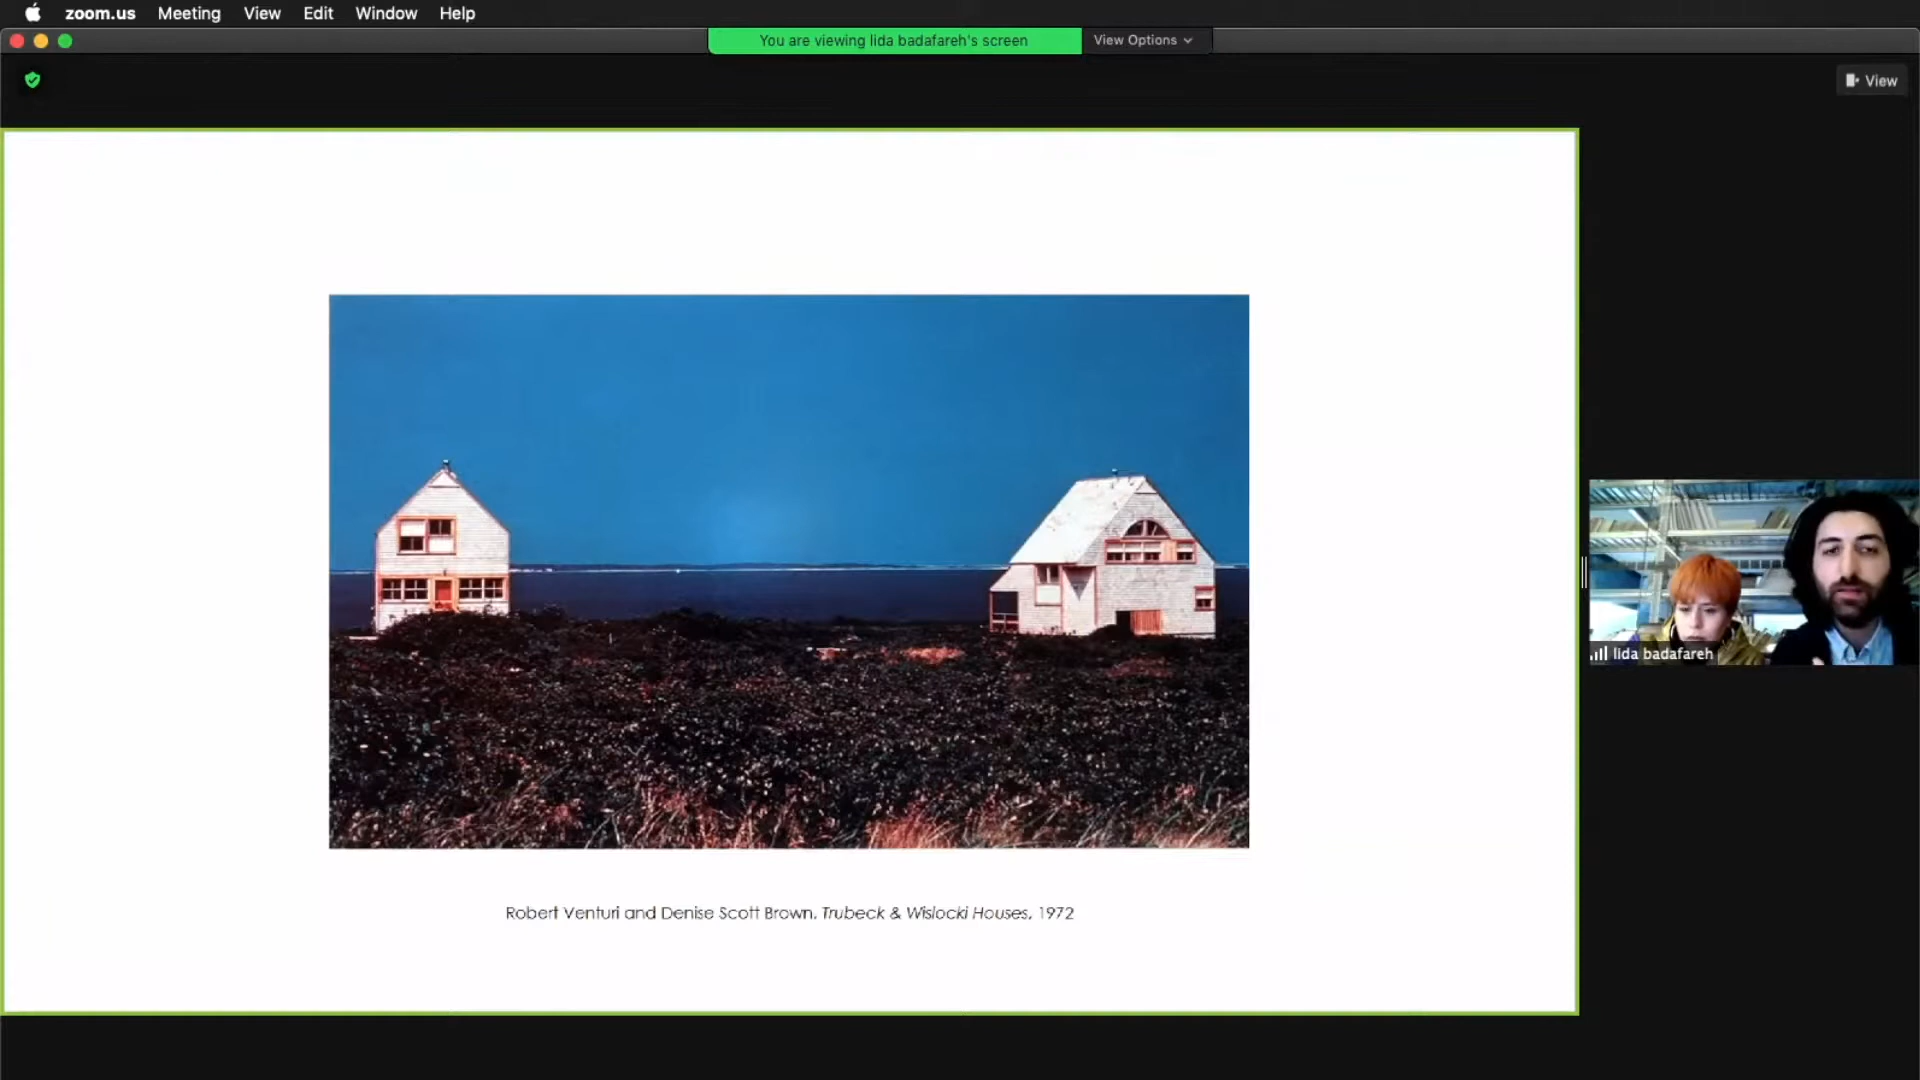 zoom.us Meeting View Edit Window Help
You are viewing lida badafareh's screen View Options
View
lida badafareh
Robert Venturi and Denise Scott Brown, Trubeck & Wislocki Houses, 1972